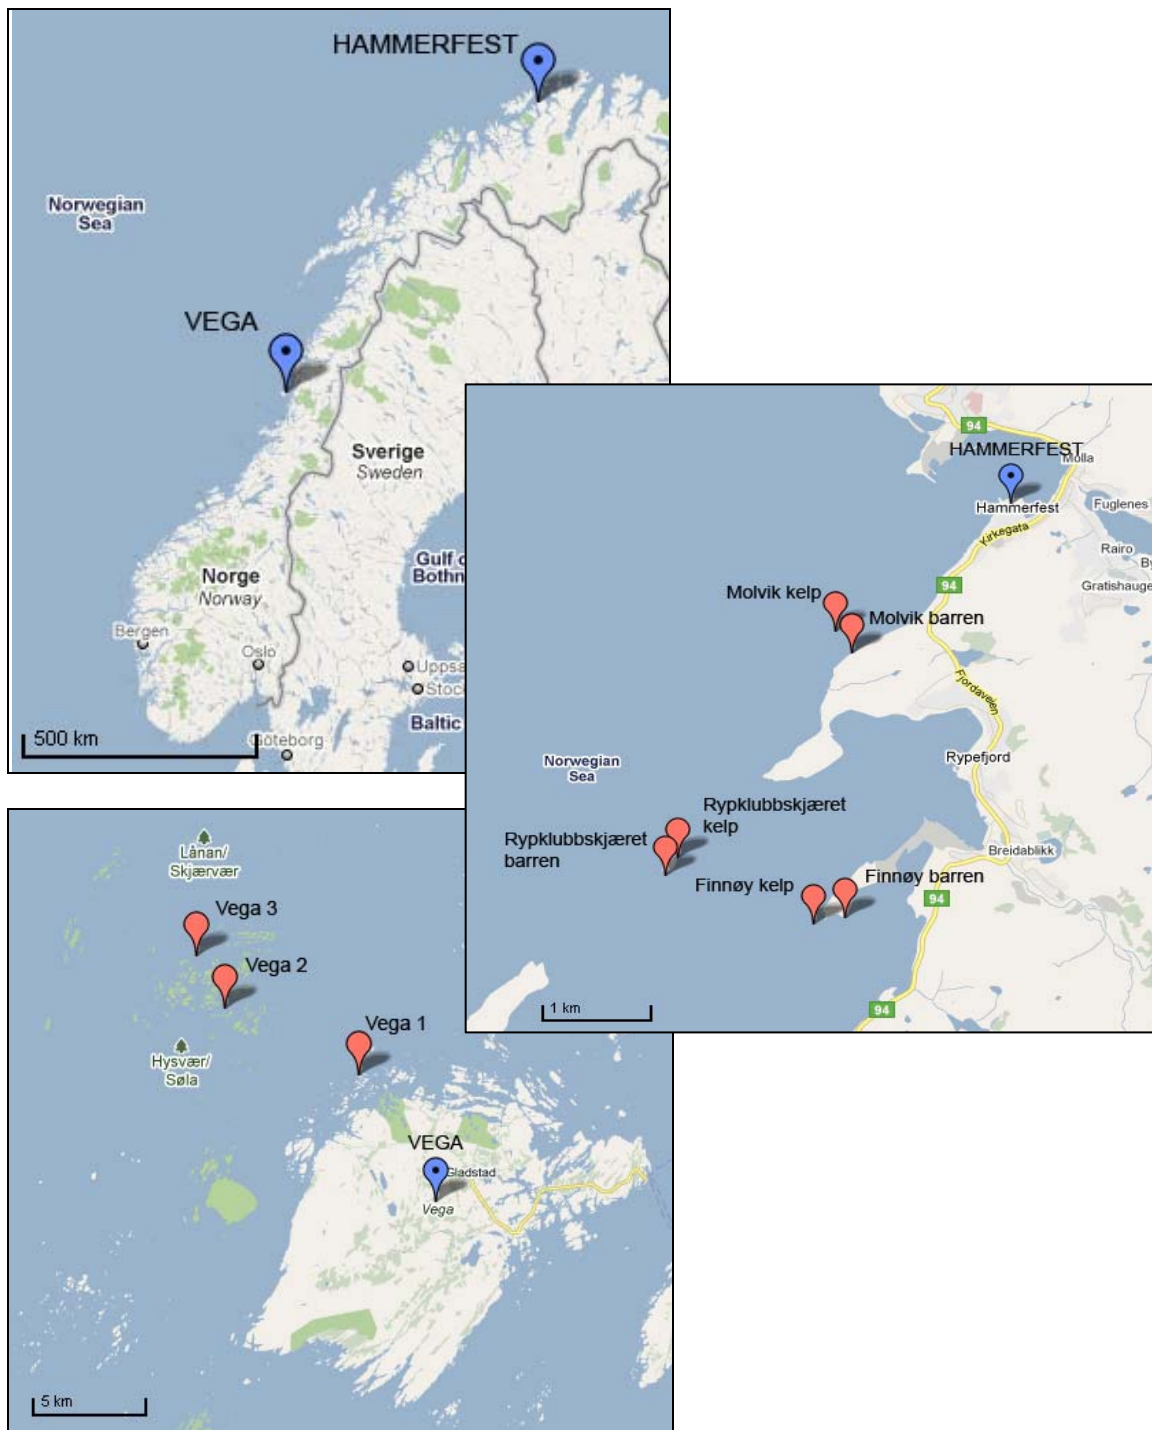 HAMMERFEST
Norwegian
Sea
VEGA
Sverige
Sweden
Norge
Norway
Bergen
Oslo
Göteborg
Baltic
500 km
94
HAMMERFEST
Molla
Hammerfest
Fuglenes
Kirkegata
Rairo
Gratishauge
94
Molvik kelp
Molvik barren
Fjordaveien
Rypefjord
Norwegian
Sea
Rypklubbskjæret
kelp
Rypklubbskjæret
barren
Breidablikk
Finnøy kelp
Finnøy barren
94
94
1 km
Lånan/
Skjærvær
Vega 3
Vega 2
Vega 1
Hysvær/
Søla
VEGA
Gladstad
Vega
5 km